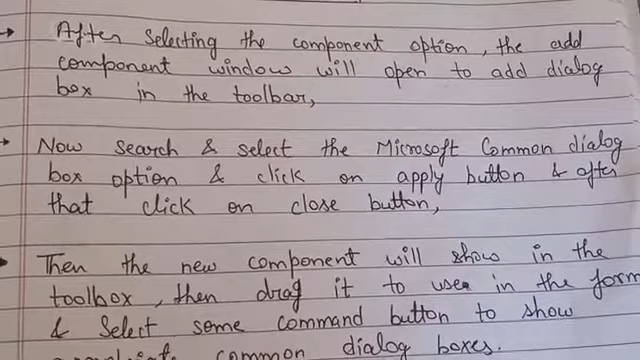 → After selecting the component option, the add
component window will open to add dialog
box in the toolbar,
→ Now search & select the Microsoft Common dialog
box option & click on apply button & after
that click on close button,
Then the new component will show in the
toolbox, then drag it to use in the form
& Select some command button to show
common dialog boxes.